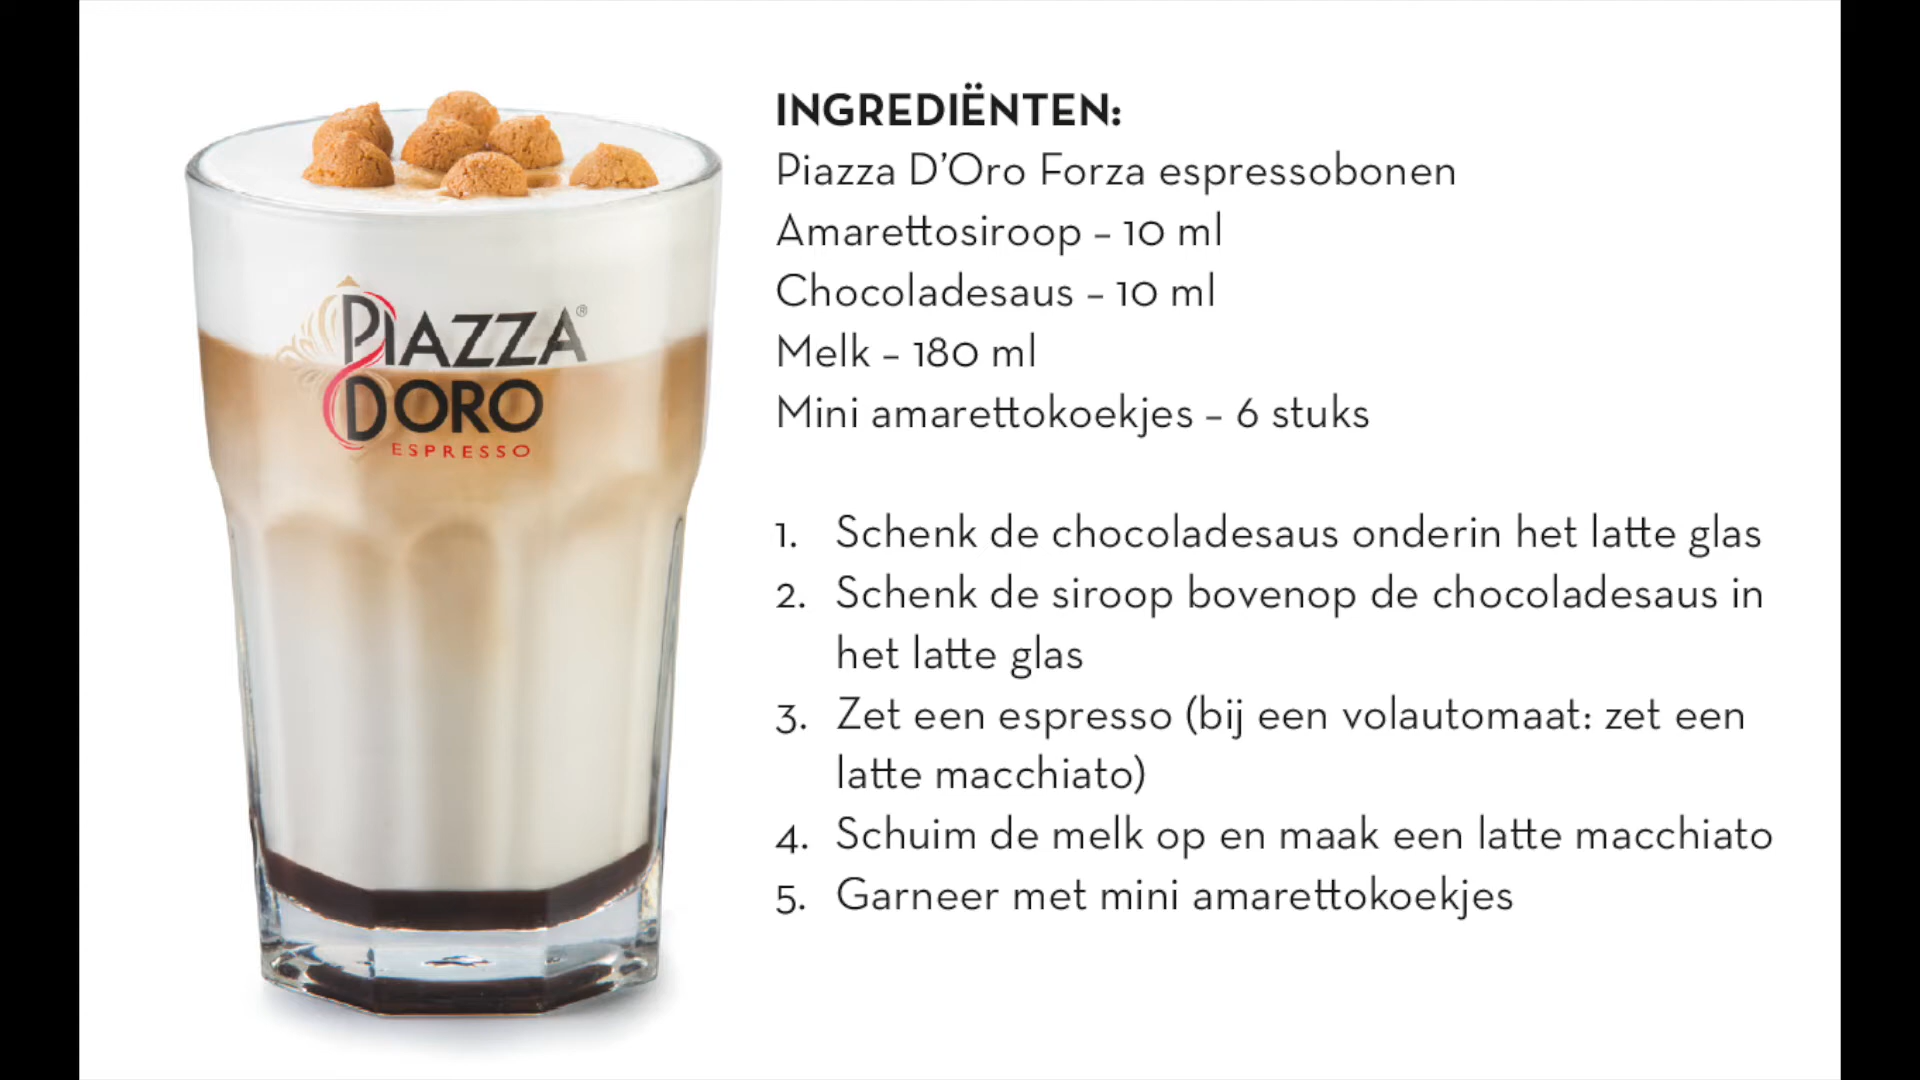 PIAZZA®
D'ORO
ESPRESSO
INGREDIËNTEN:
Piazza D’Oro Forza espressobonen
Amarettosiroop – 10 ml
Chocoladesaus – 10 ml
Melk – 180 ml
Mini amarettokoekjes – 6 stuks
1. Schenk de chocoladesaus onderin het latte glas
2. Schenk de siroop bovenop de chocoladesaus in
het latte glas
3. Zet een espresso (bij een volautomaat: zet een
latte macchiato)
4. Schuim de melk op en maak een latte macchiato
5. Garneer met mini amarettokoekjes